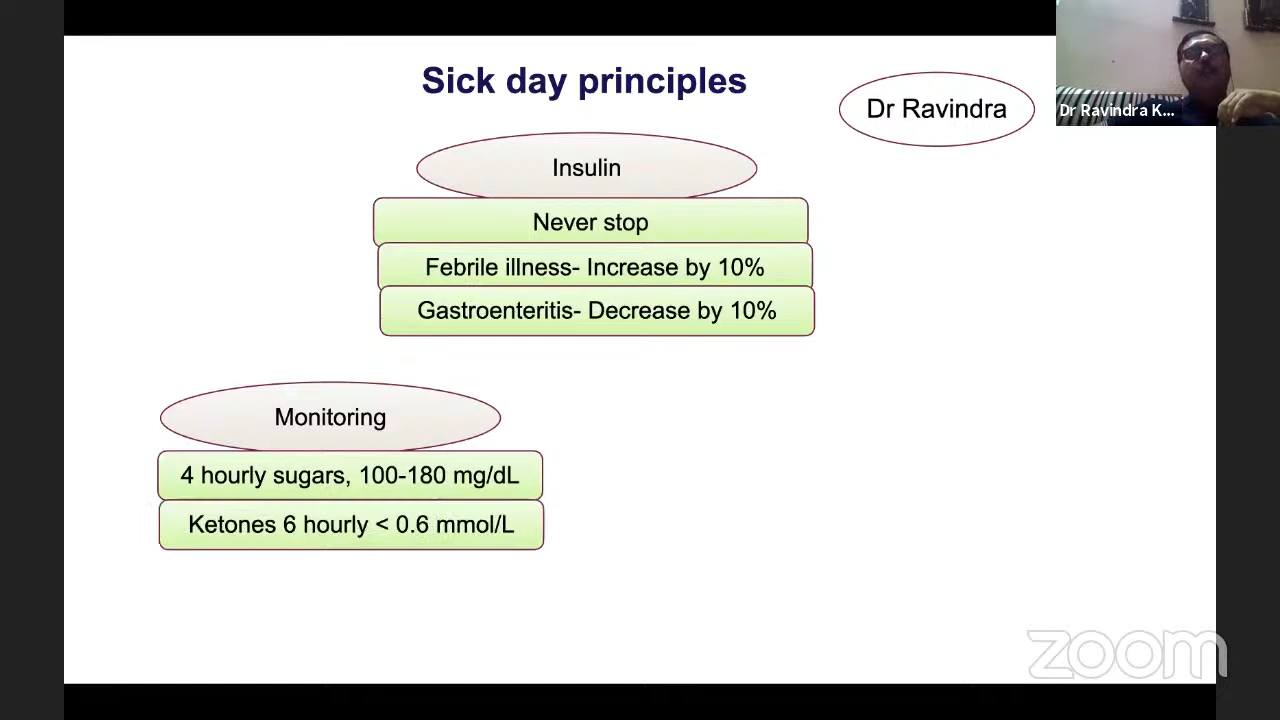 Sick day principles
Dr Ravindra
Dr Ravindra K...
Insulin
Never stop
Febrile illness- Increase by 10%
Gastroenteritis- Decrease by 10%
Monitoring
4 hourly sugars, 100-180 mg/dL
Ketones 6 hourly < 0.6 mmol/L
zoom